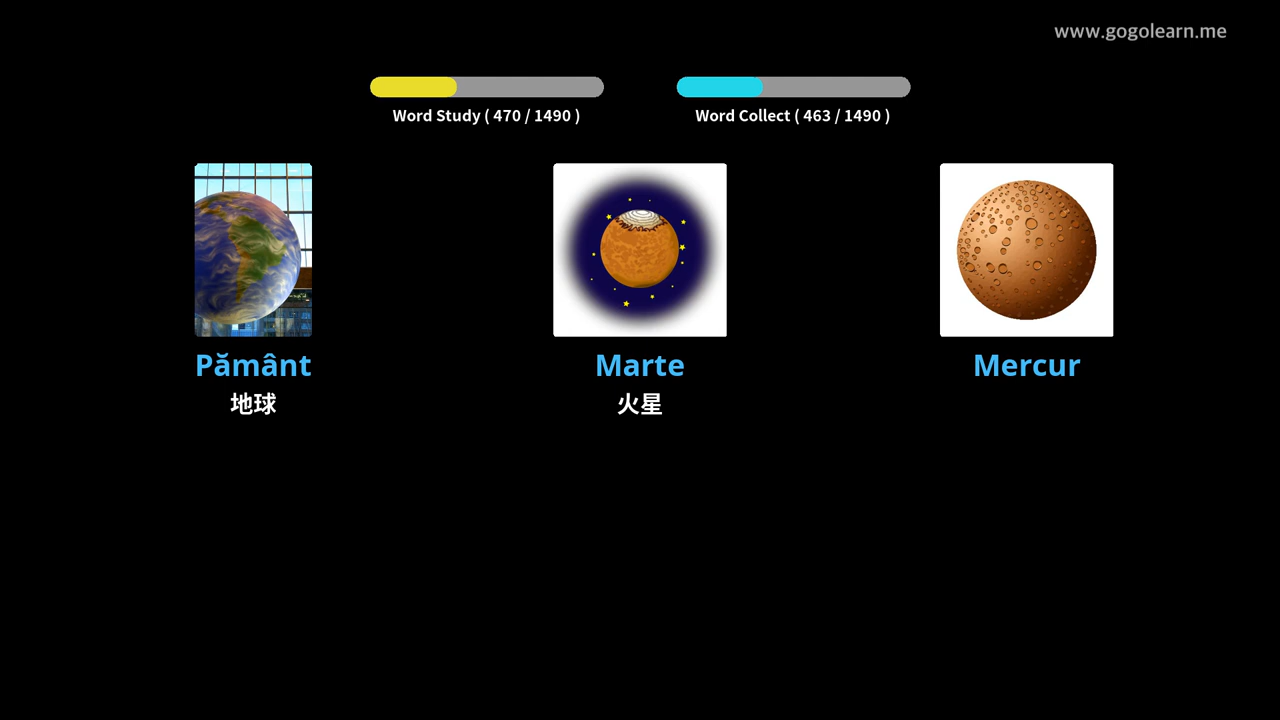 www.gogolearn.me
Word Study ( 470 / 1490 )
Word Collect ( 463 / 1490 )
Pământ
Marte
Mercur
地球
火星